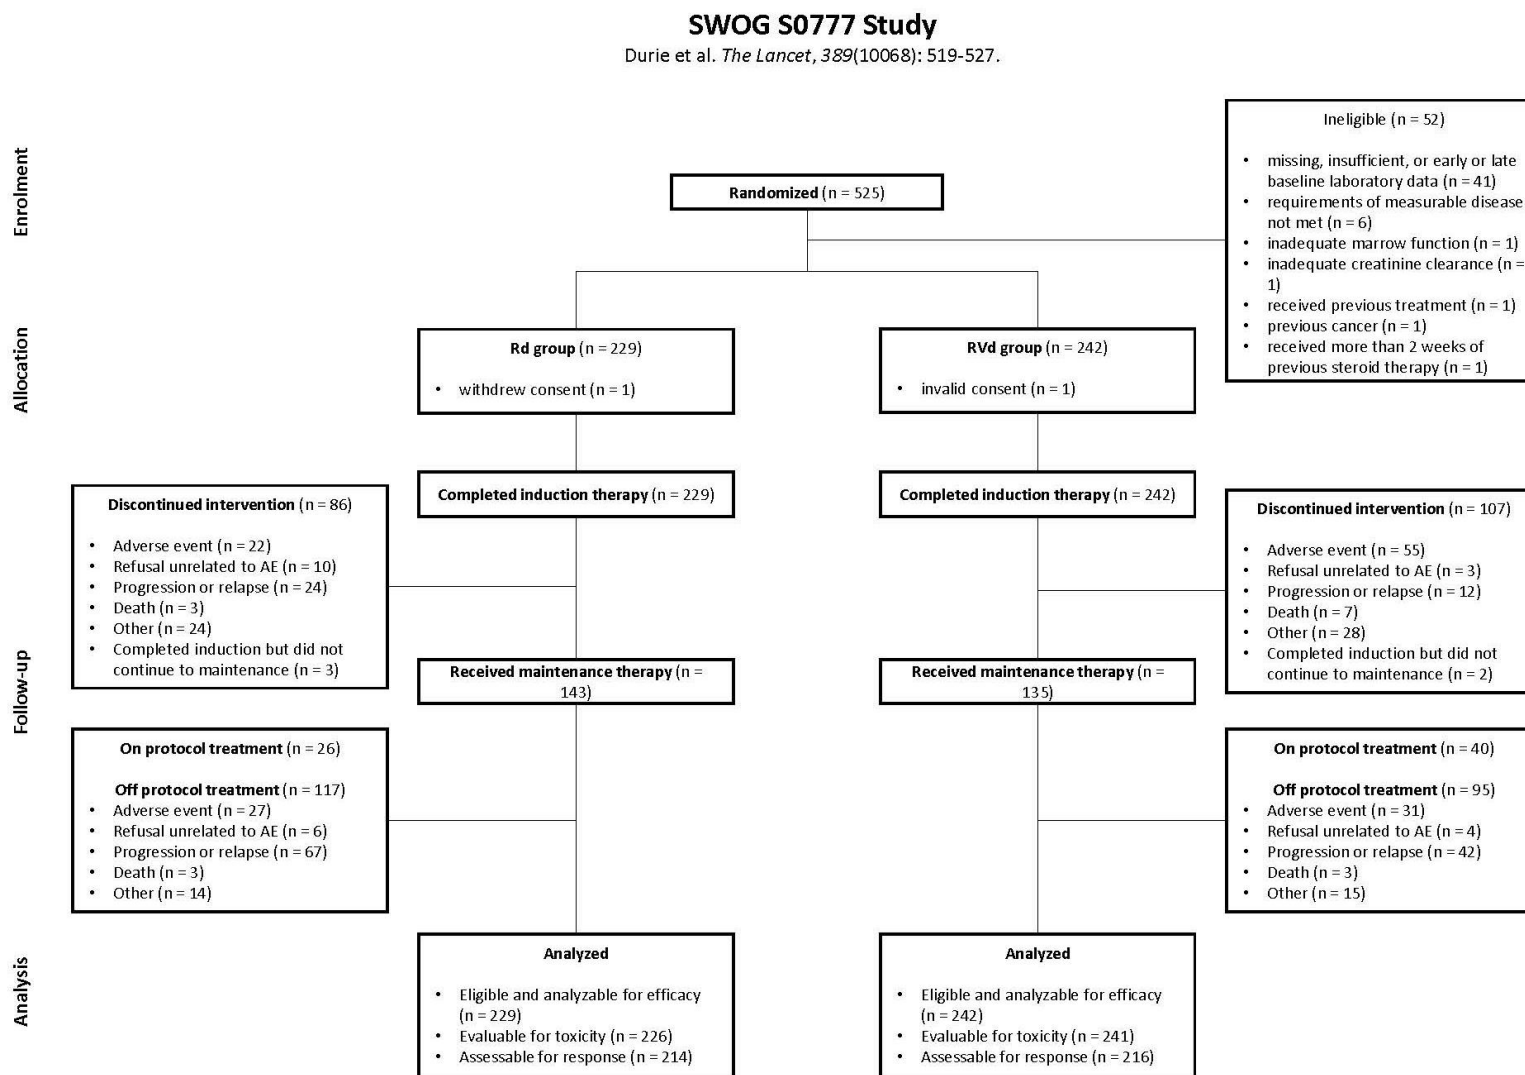 SWOG S0777 Study
Durie et al. The Lancet, 389(10068): 519-527.
Enrolment
Randomized (n = 525)
Ineligible (n = 52)
• missing, insufficient, or early or late
baseline laboratory data (n = 41)
• requirements of measurable disease
not met (n = 6)
• inadequate marrow function (n = 1)
• inadequate creatinine clearance (n =
1)
• received previous treatment (n = 1)
• previous cancer (n = 1)
• received more than 2 weeks of
previous steroid therapy (n = 1)
Allocation
Rd group (n = 229)
• withdrew consent (n = 1)
RVd group (n = 242)
• invalid consent (n = 1)
Completed induction therapy (n = 229)
Completed induction therapy (n = 242)
Follow-up
Discontinued intervention (n = 86)
• Adverse event (n = 22)
• Refusal unrelated to AE (n = 10)
• Progression or relapse (n = 24)
• Death (n = 3)
• Other (n = 24)
• Completed induction but did not
continue to maintenance (n = 3)
Discontinued intervention (n = 107)
• Adverse event (n = 55)
• Refusal unrelated to AE (n = 3)
• Progression or relapse (n = 12)
• Death (n = 7)
• Other (n = 28)
• Completed induction but did not
continue to maintenance (n = 2)
Received maintenance therapy (n =
143)
Received maintenance therapy (n =
135)
On protocol treatment (n = 26)
Off protocol treatment (n = 117)
• Adverse event (n = 27)
• Refusal unrelated to AE (n = 6)
• Progression or relapse (n = 67)
• Death (n = 3)
• Other (n = 14)
On protocol treatment (n = 40)
Off protocol treatment (n = 95)
• Adverse event (n = 31)
• Refusal unrelated to AE (n = 4)
• Progression or relapse (n = 42)
• Death (n = 3)
• Other (n = 15)
Analysis
Analyzed
• Eligible and analyzable for efficacy
(n = 229)
• Evaluable for toxicity (n = 226)
• Assessable for response (n = 214)
Analyzed
• Eligible and analyzable for efficacy
(n = 242)
• Evaluable for toxicity (n = 241)
• Assessable for response (n = 216)